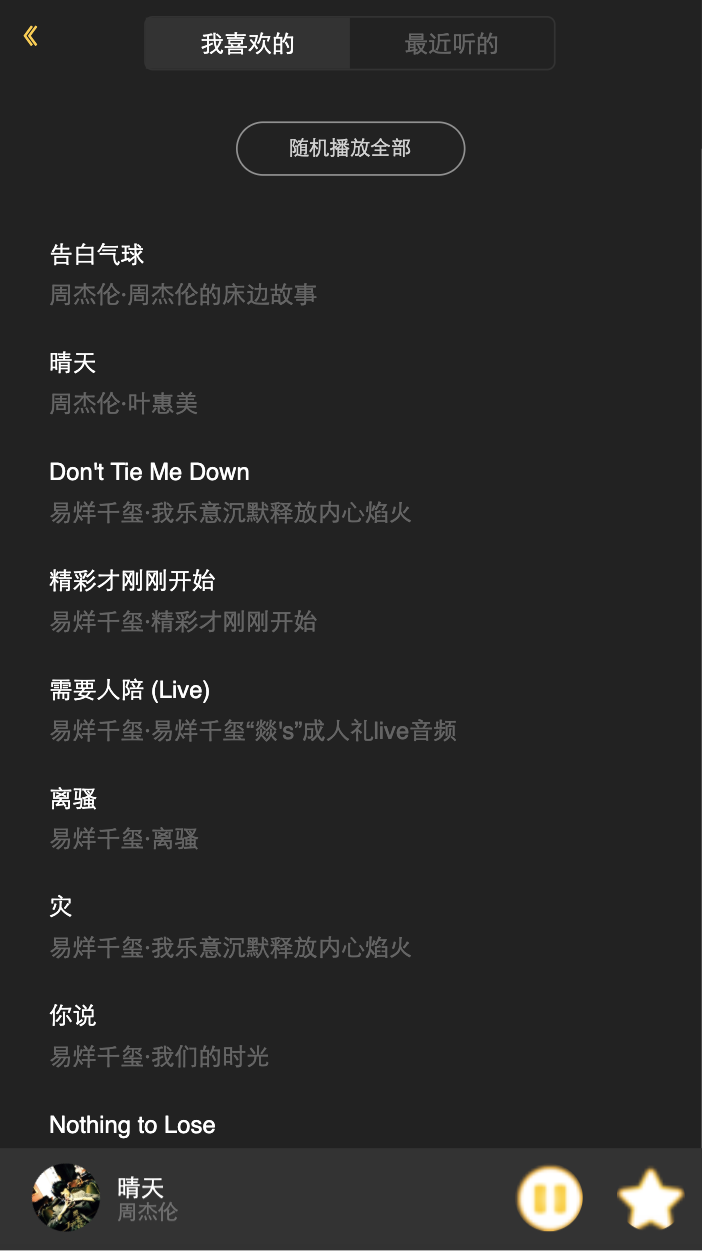 我喜欢的
最近听的
随机播放全部
告白气球
周杰伦·周杰伦的床边故事
晴天
周杰伦·叶惠美
Don't Tie Me Down
易烊千玺·我乐意沉默释放内心焰火
精彩才刚刚开始
易烊千玺·精彩才刚刚开始
需要人陪 (Live)
易烊千玺·易烊千玺“燚's”成人礼live音频
离骚
易烊千玺·离骚
灾
易烊千玺·我乐意沉默释放内心焰火
你说
易烊千玺·我们的时光
Nothing to Lose
晴天
周杰伦